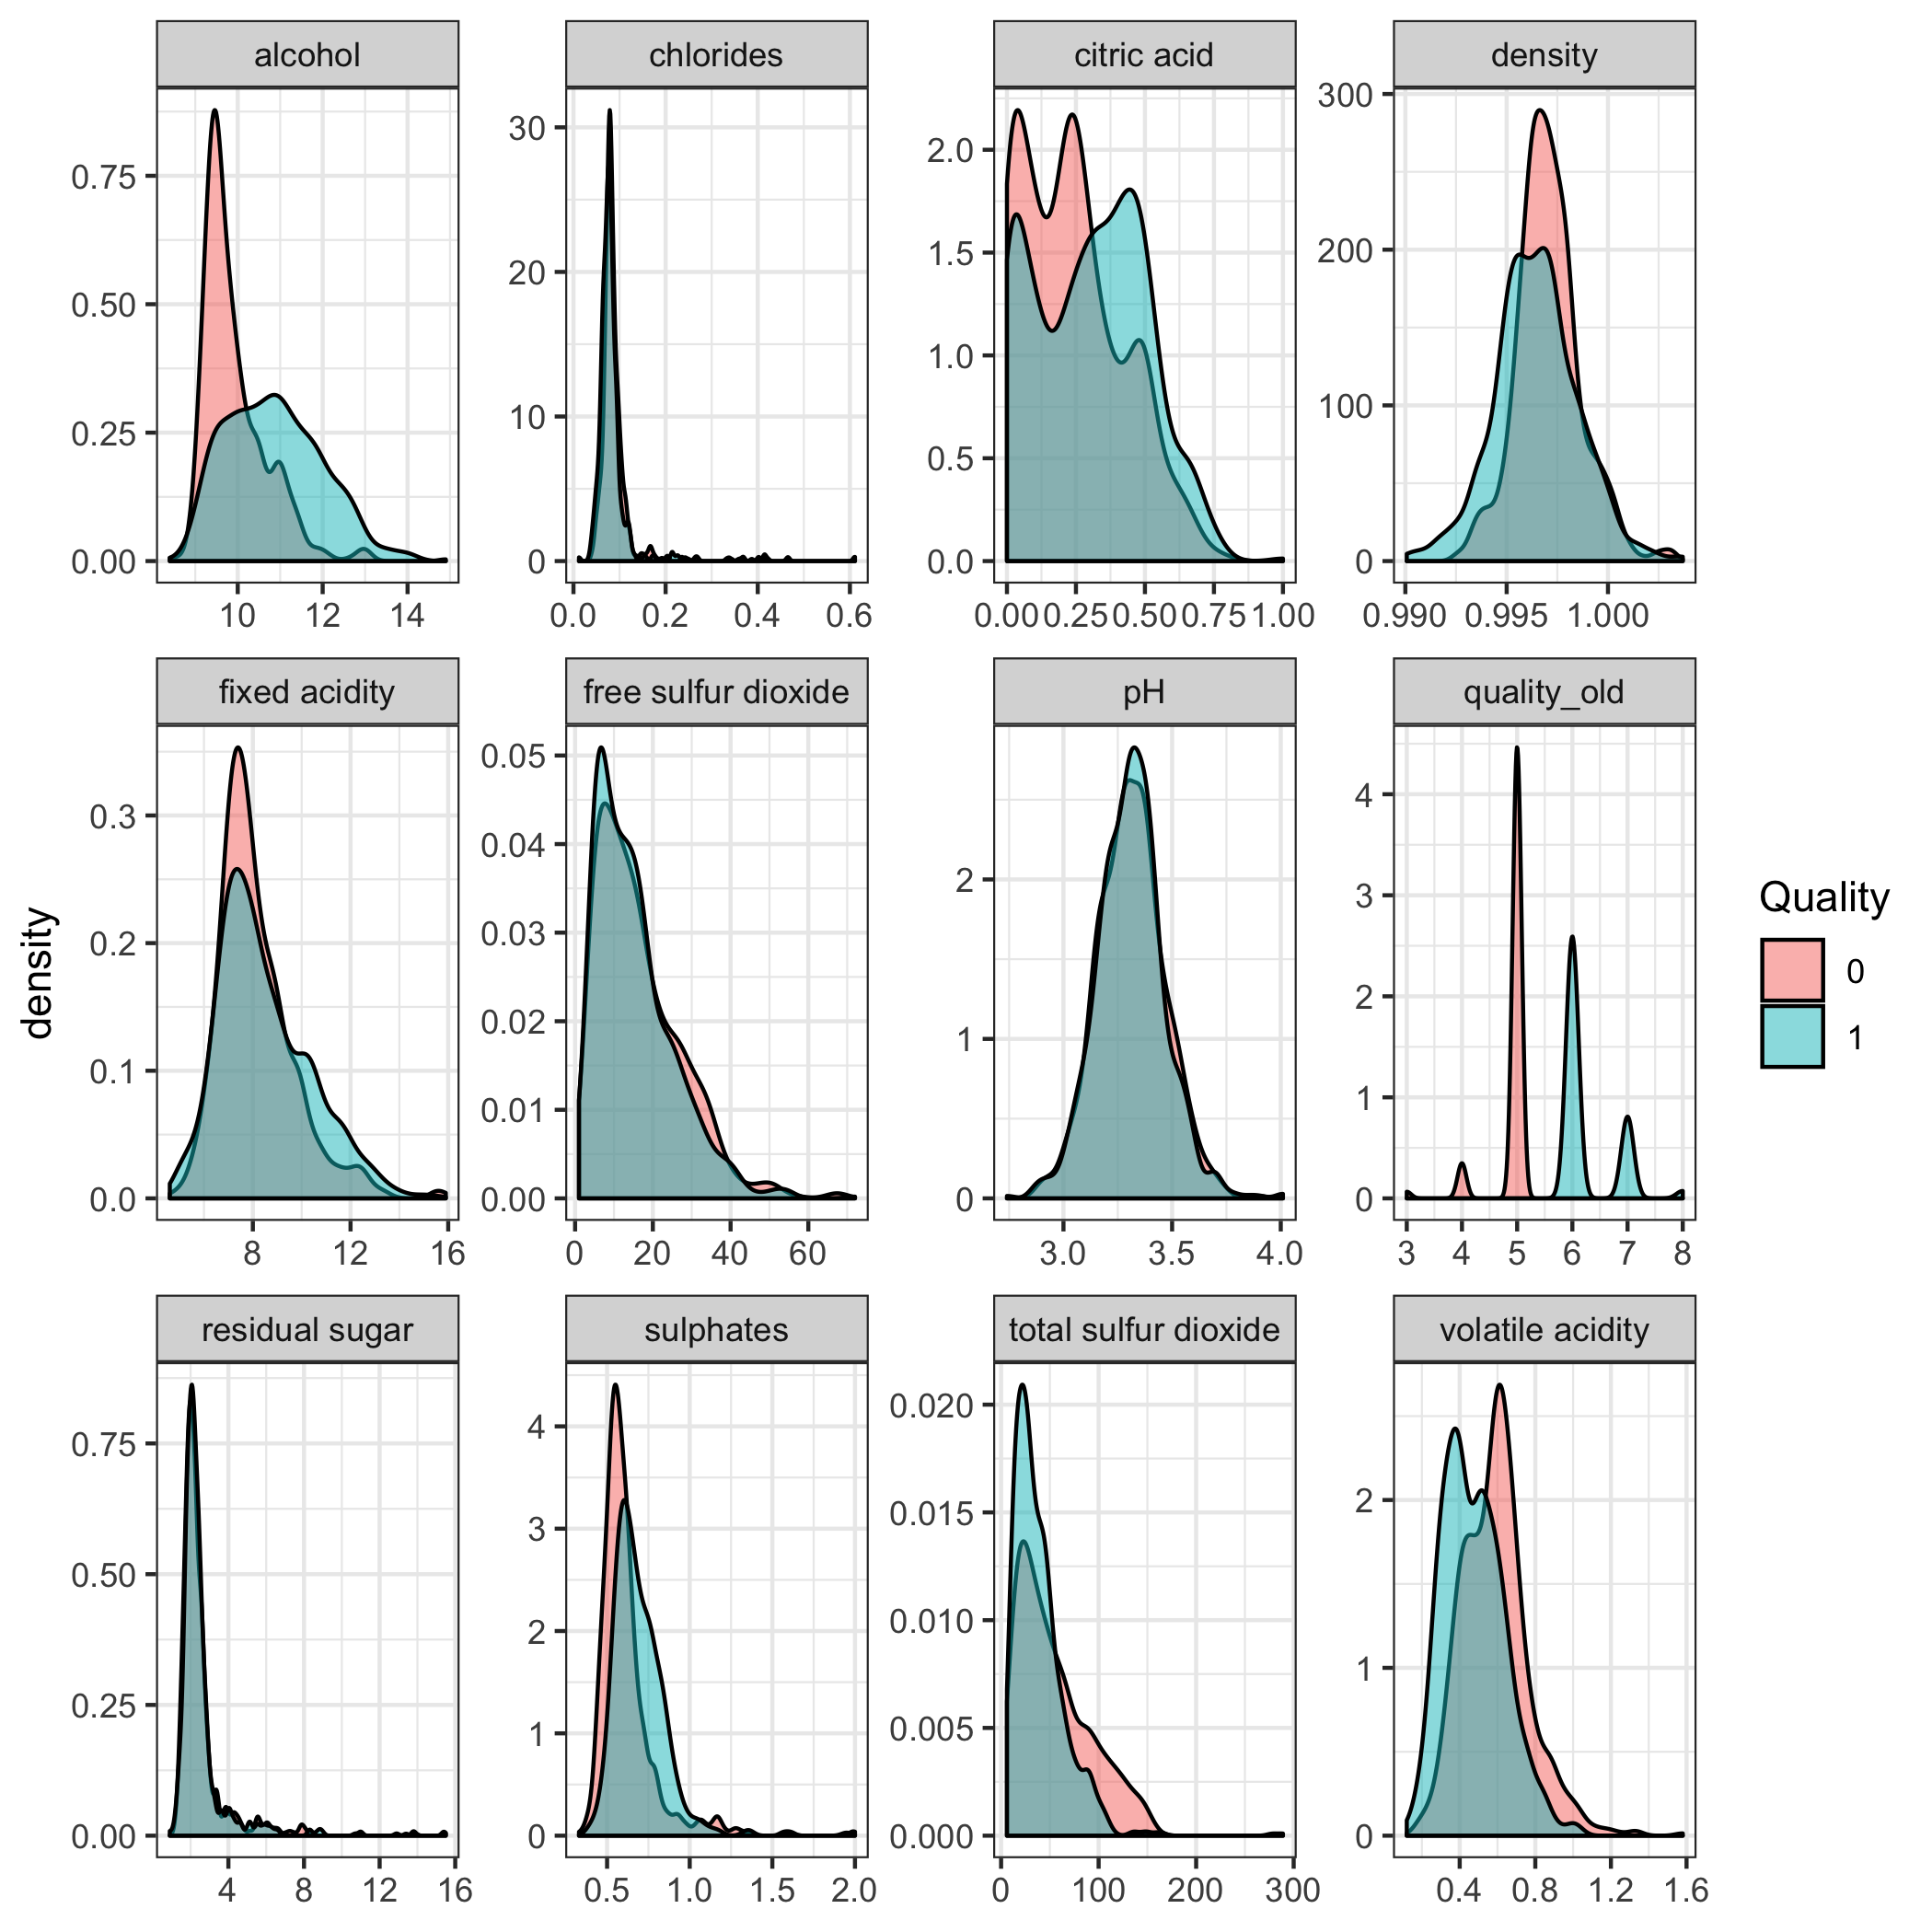 alcohol
chlorides
citric acid
density
0.75
0.50
0.25
0.00
30
20
10
0
2.0
1.5
1.0
0.5
0.0
300
200
100
0
10 12 14
0.0 0.2 0.4 0.6
0.00 0.25 0.50 0.75 1.00
0.990 0.995 1.000
fixed acidity
free sulfur dioxide
pH
quality_old
0.3
0.2
0.1
0.0
0.05
0.04
0.03
0.02
0.01
0.00
2
1
0
4
3
2
1
0
8 12 16
0 20 40 60
3.0 3.5 4.0
3 4 5 6 7 8
residual sugar
sulphates
total sulfur dioxide
volatile acidity
0.75
0.50
0.25
0.00
4
3
2
1
0
0.020
0.015
0.010
0.005
0.000
2
1
0
4 8 12 16
0.5 1.0 1.5 2.0
0 100 200 300
0.4 0.8 1.2 1.6
density
Quality
0
1